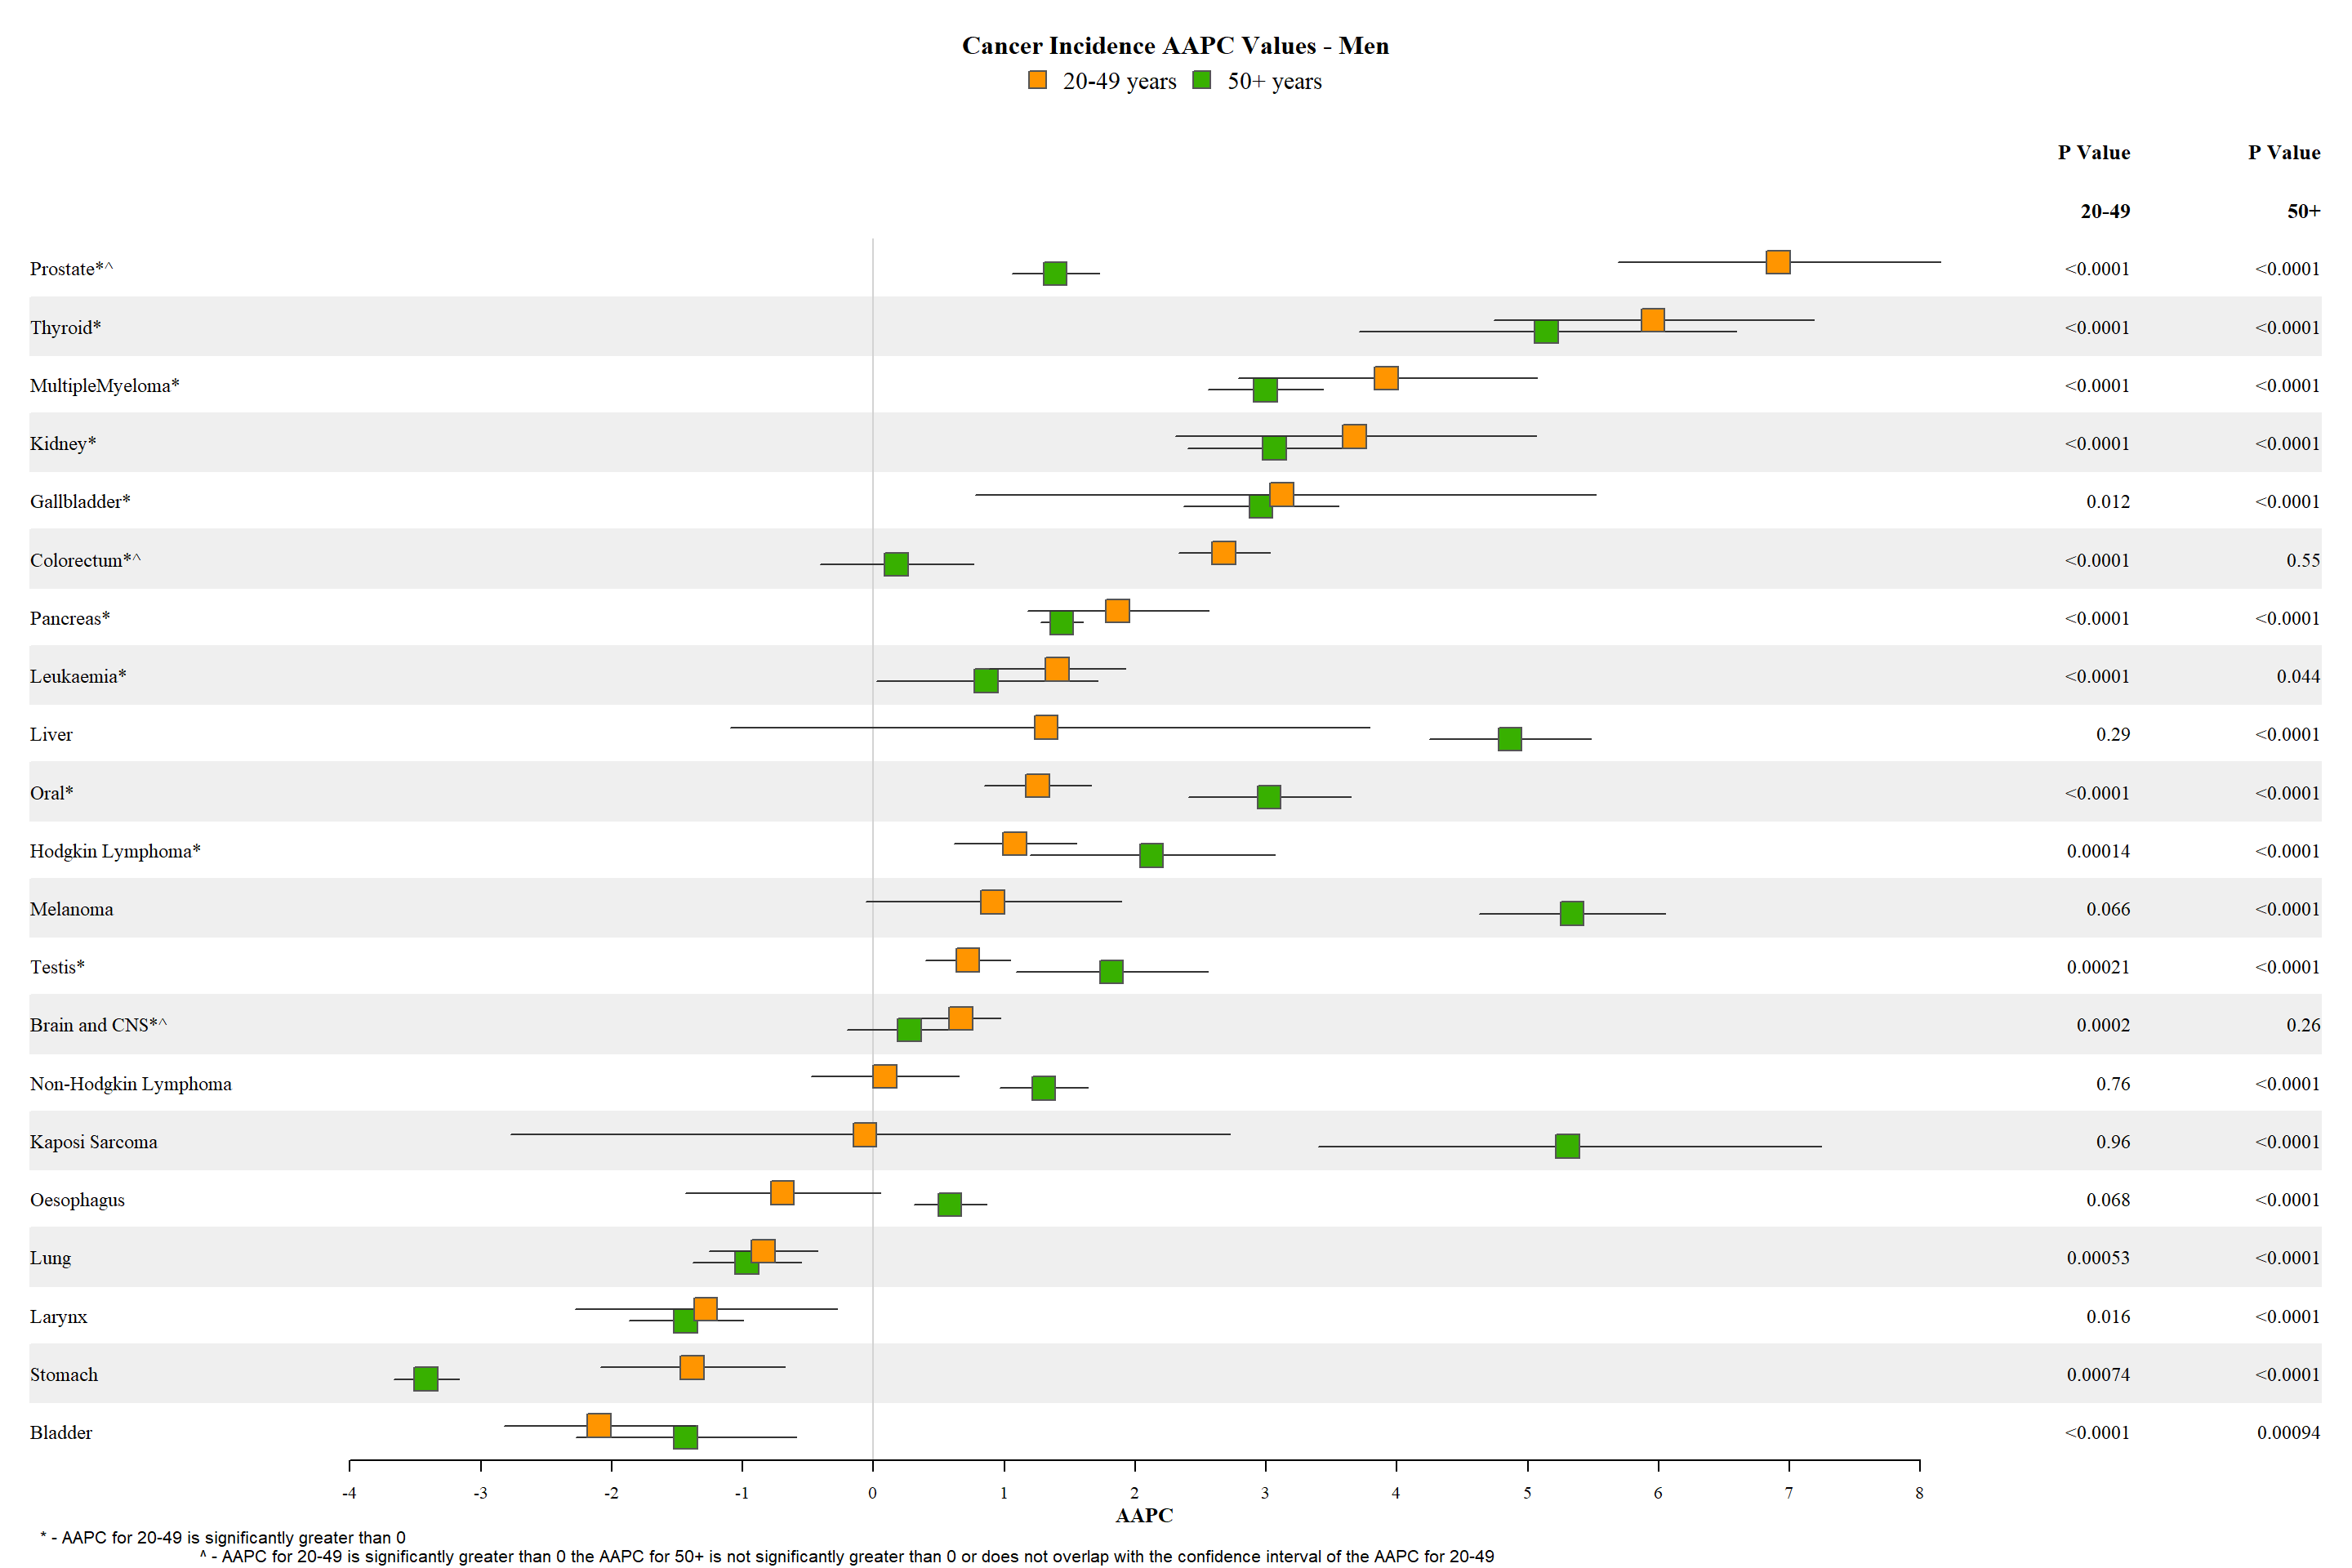 Cancer Incidence AAPC Values - Men
20-49 years 50+ years
P Value P Value
20-49 50+
Prostate*^ <0.0001 <0.0001
Thyroid* <0.0001 <0.0001
MultipleMyeloma* <0.0001 <0.0001
Kidney* <0.0001 <0.0001
Gallbladder* 0.012 <0.0001
Colorectum*^ <0.0001 0.55
Pancreas* <0.0001 <0.0001
Leukaemia* <0.0001 0.044
Liver 0.29 <0.0001
Oral* <0.0001 <0.0001
Hodgkin Lymphoma* 0.00014 <0.0001
Melanoma 0.066 <0.0001
Testis* 0.00021 <0.0001
Brain and CNS*^ 0.0002 0.26
Non-Hodgkin Lymphoma 0.76 <0.0001
Kaposi Sarcoma 0.96 <0.0001
Oesophagus 0.068 <0.0001
Lung 0.00053 <0.0001
Larynx 0.016 <0.0001
Stomach 0.00074 <0.0001
Bladder <0.0001 0.00094
-4 -3 -2 -1 0 1 2 3 4 5 6 7 8
AAPC
* - AAPC for 20-49 is significantly greater than 0
^ - AAPC for 20-49 is significantly greater than 0 the AAPC for 50+ is not significantly greater than 0 or does not overlap with the confidence interval of the AAPC for 20-49